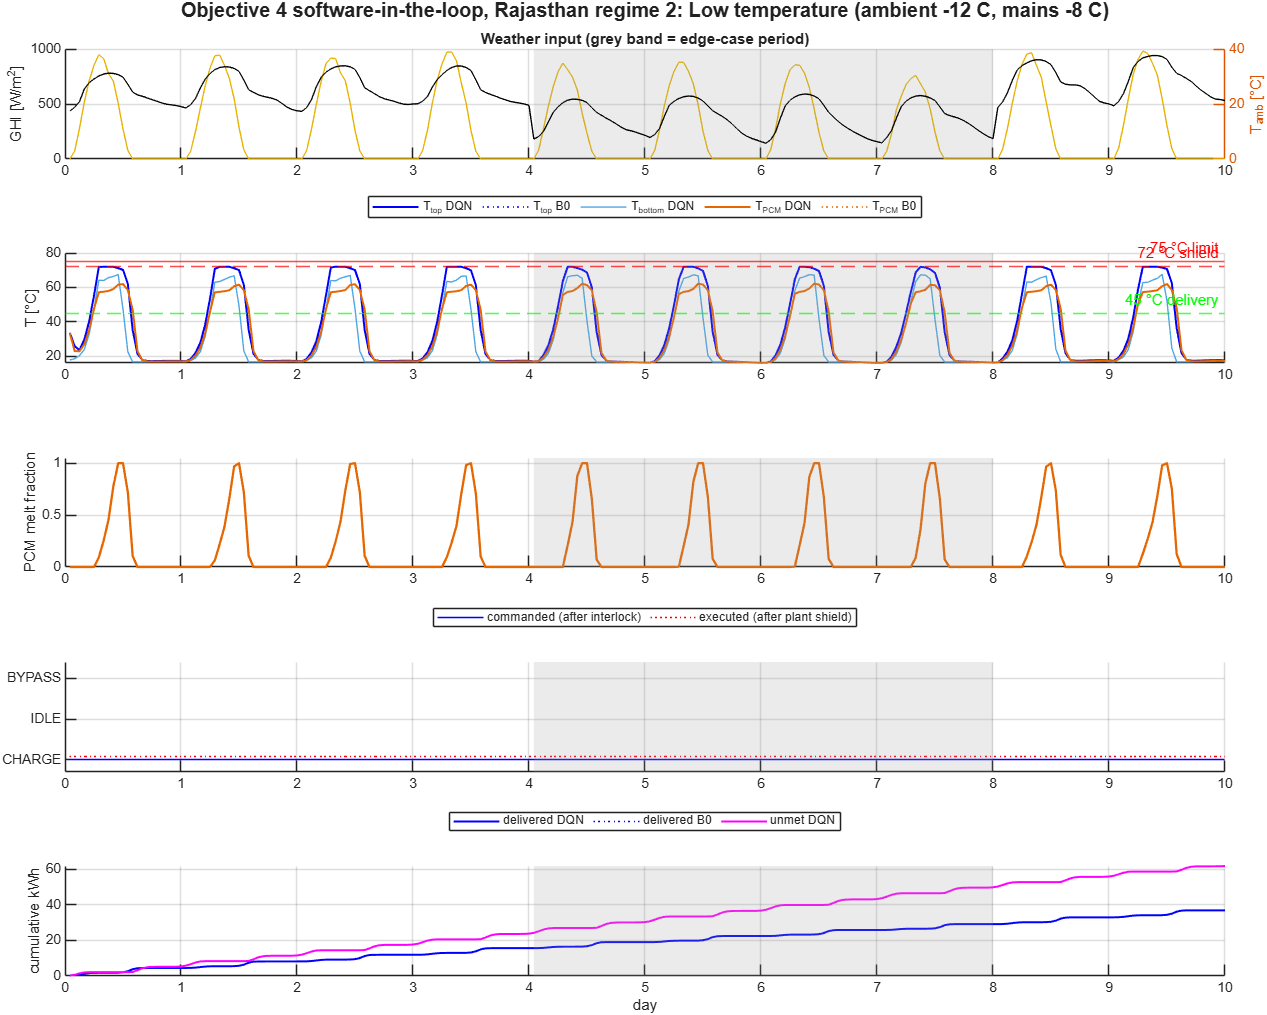 Objective 4 software-in-the-loop, Rajasthan regime 2: Low temperature (ambient -12 C, mains -8 C)
Weather input (grey band = edge-case period)
GHI [W/m²]
1000
500
0
40
20
0
T_amb [°C]
0 1 2 3 4 5 6 7 8 9 10
T_top DQN T_top B0 T_bottom DQN T_PCM DQN T_PCM B0
T [°C]
80
60
40
20
75 °C limit
72 °C shield
45 °C delivery
0 1 2 3 4 5 6 7 8 9 10
PCM melt fraction
1
0.5
0
0 1 2 3 4 5 6 7 8 9 10
commanded (after interlock) executed (after plant shield)
BYPASS
IDLE
CHARGE
0 1 2 3 4 5 6 7 8 9 10
delivered DQN delivered B0 unmet DQN
cumulative kWh
60
40
20
0
0 1 2 3 4 5 6 7 8 9 10
day